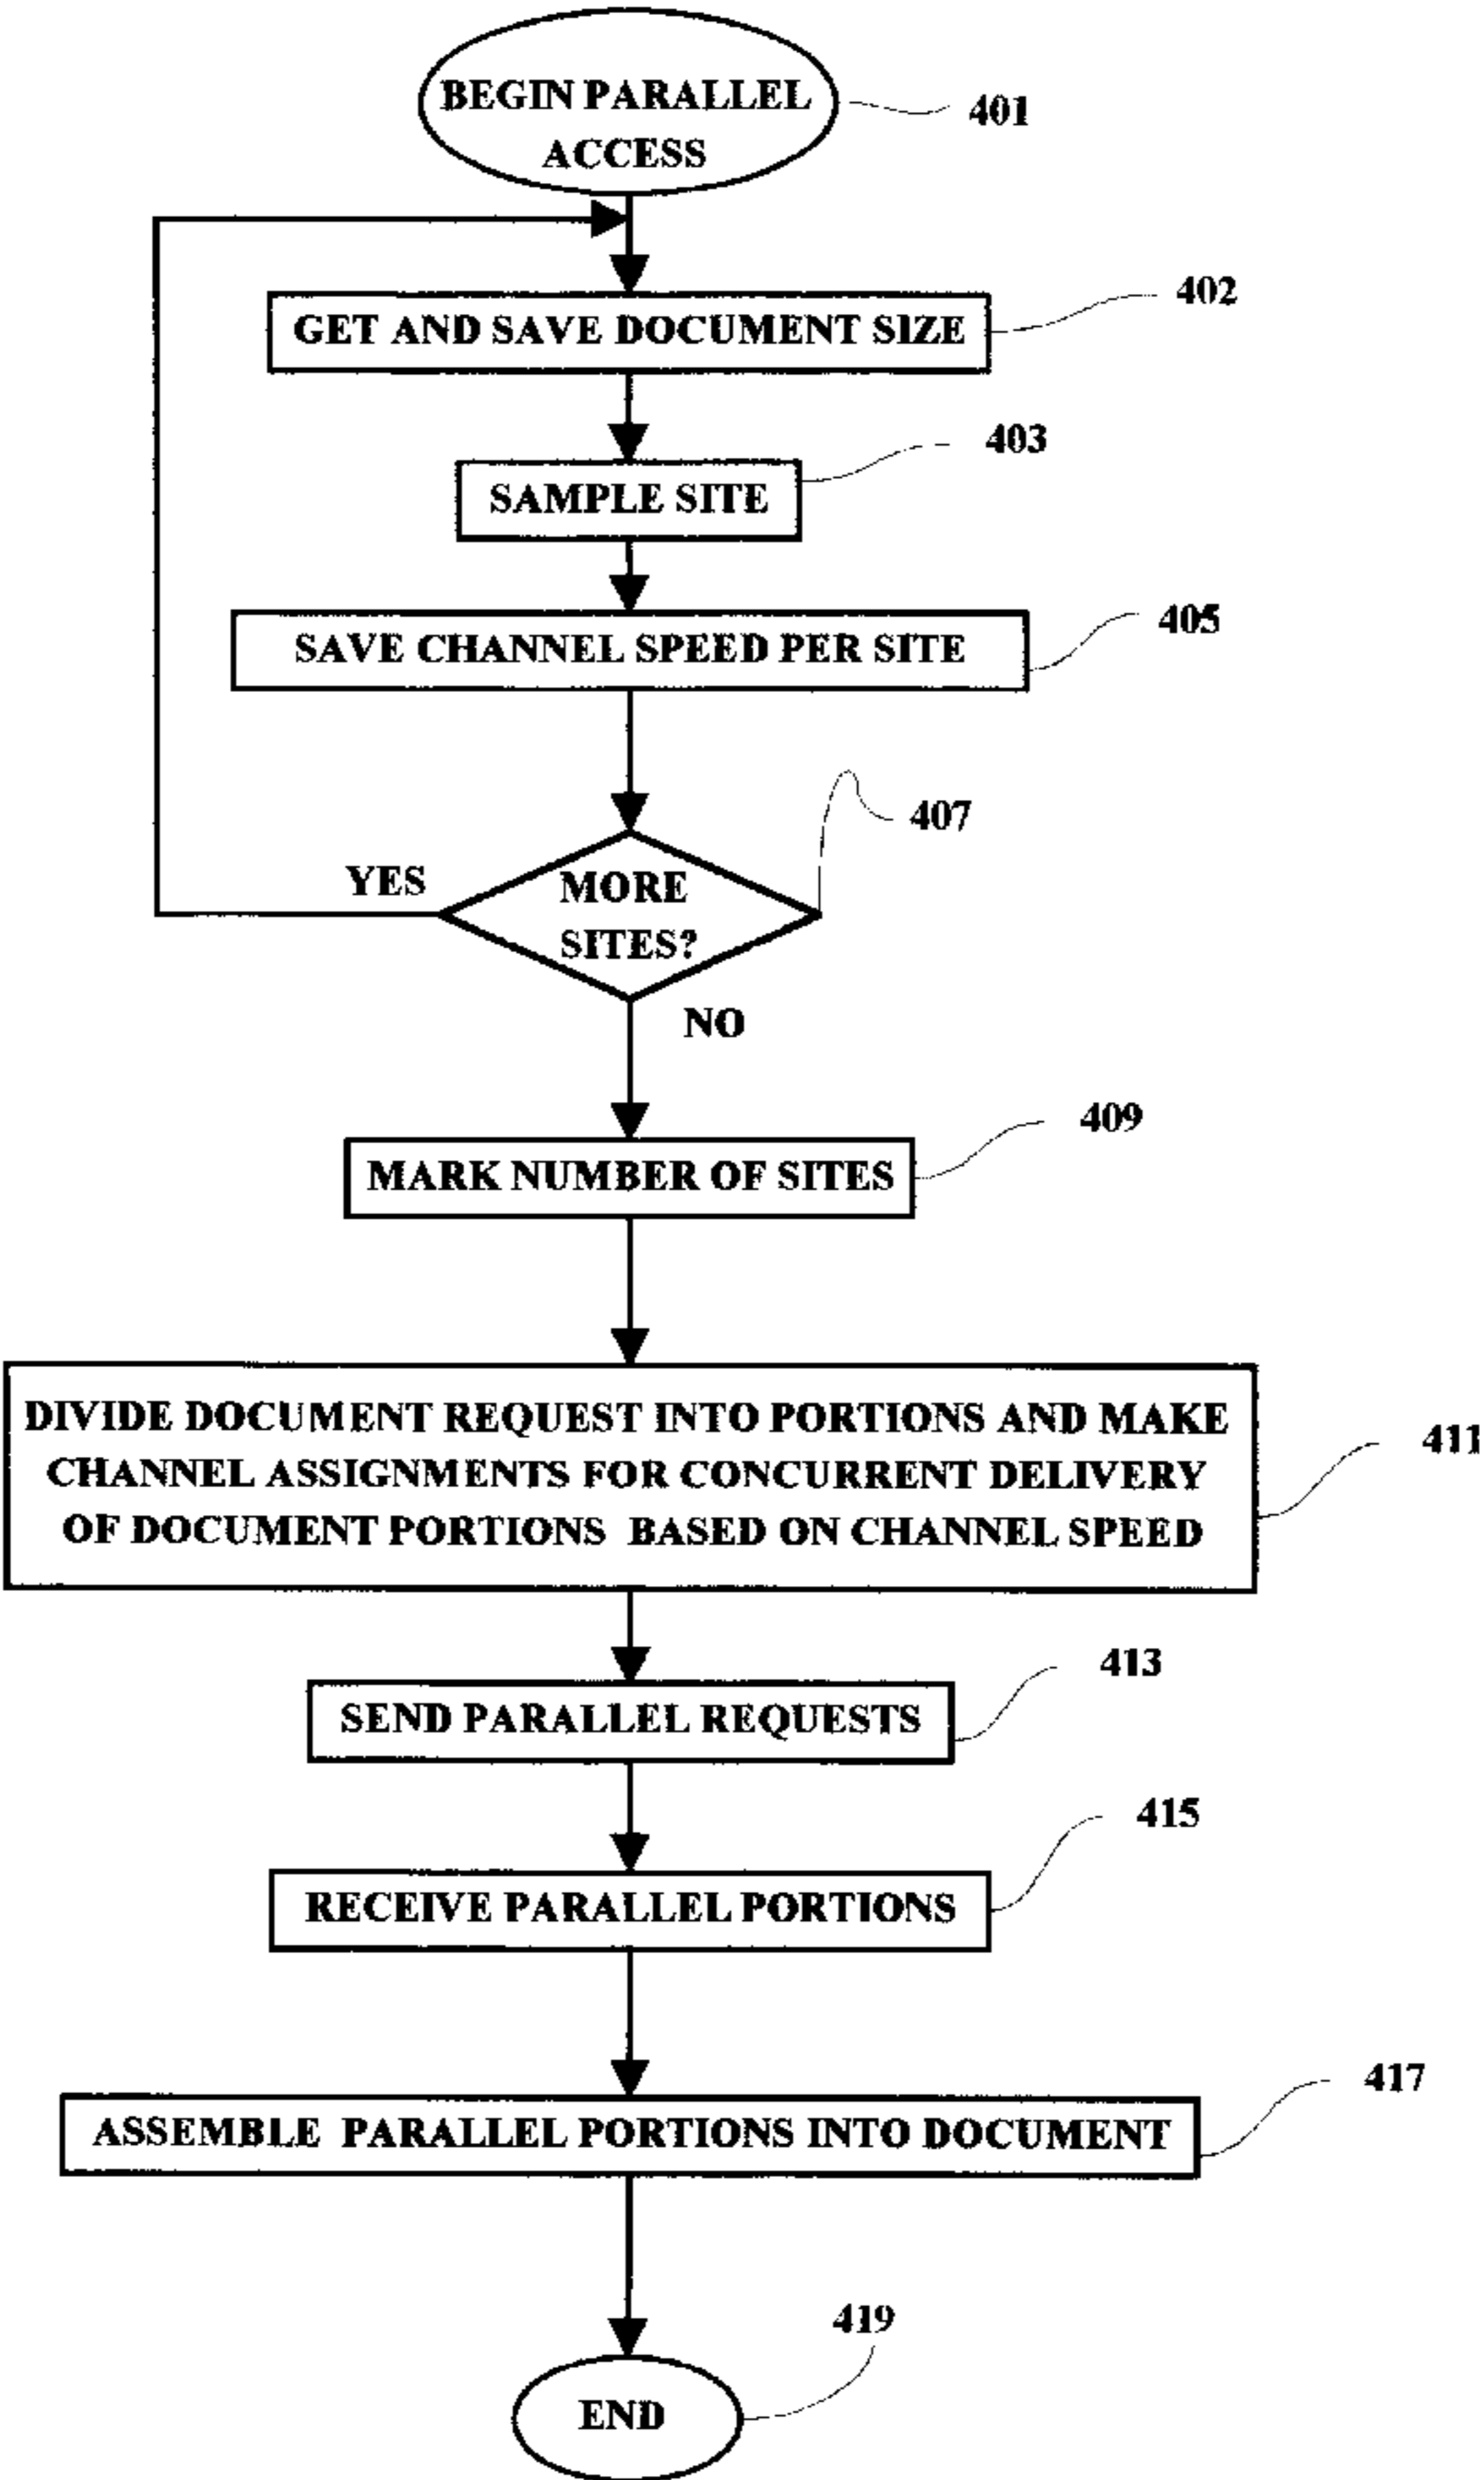 BEGIN PARALLEL
ACCESS
401
GET AND SAVE DOCUMENT SIZE
402
SAMPLE SITE
403
SAVE CHANNEL SPEED PER SITE
405
MORE
SITES?
407
YES
NO
MARK NUMBER OF SITES
409
DIVIDE DOCUMENT REQUEST INTO PORTIONS AND MAKE
CHANNEL ASSIGNMENTS FOR CONCURRENT DELIVERY
OF DOCUMENT PORTIONS BASED ON CHANNEL SPEED
411
SEND PARALLEL REQUESTS
413
RECEIVE PARALLEL PORTIONS
415
ASSEMBLE PARALLEL PORTIONS INTO DOCUMENT
417
END
419